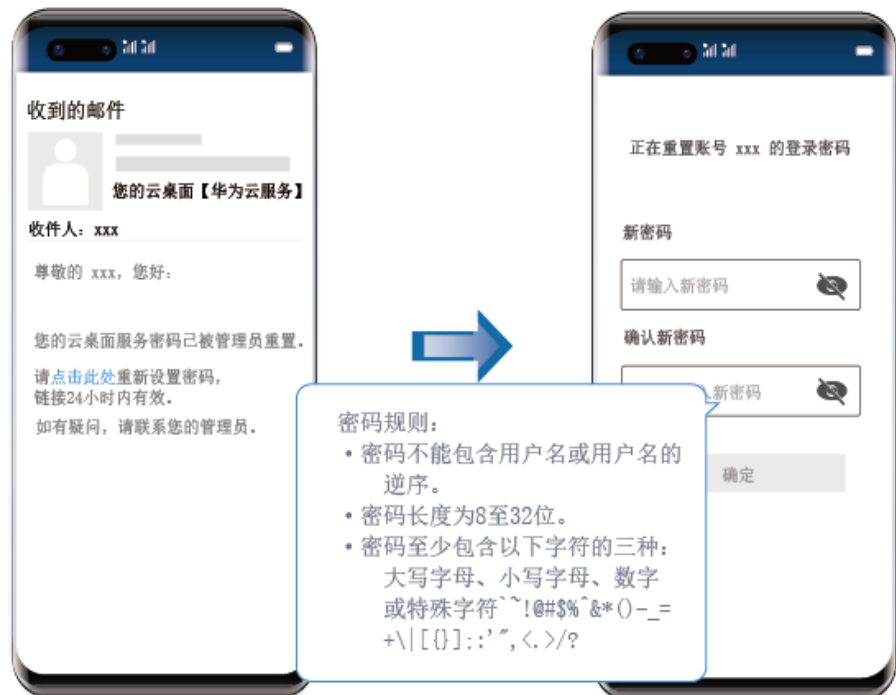 收到的邮件
您的云桌面【华为云服务】
收件人：xxx
尊敬的 xxx，您好：
您的云桌面服务密码已被管理员重置．
请点击此处重新设置密码，
链接24小时内有效．
如有疑问，请联系您的管理员．
正在重置账号 xxx 的登录密码
新密码
请输入新密码
确认新密码
入新密码
确定
密码规则：
•密码不能包含用户名或用户名的
逆序。
•密码长度为8至32位。
•密码至少包含以下字符的三种：
大写字母、小写字母、数字
或特殊字符`~!@#$%^&*()-_=
+\|[{}];:'",<.>/?